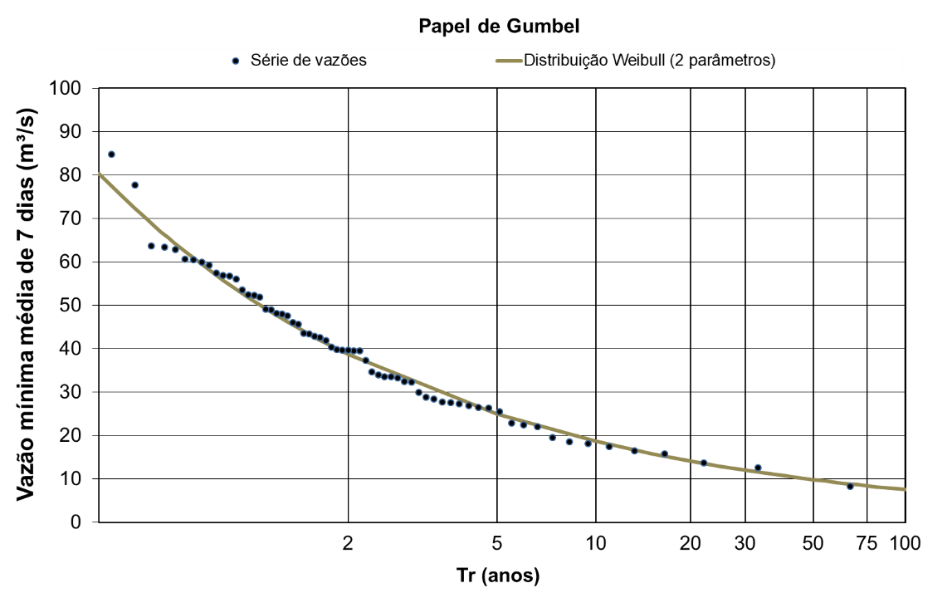 Papel de Gumbel
Série de vazões
Distribuição Weibull (2 parâmetros)
Vazão mínima média de 7 dias (m³/s)
100
90
80
70
60
50
40
30
20
10
0
2 5 10 20 30 50 75 100
Tr (anos)